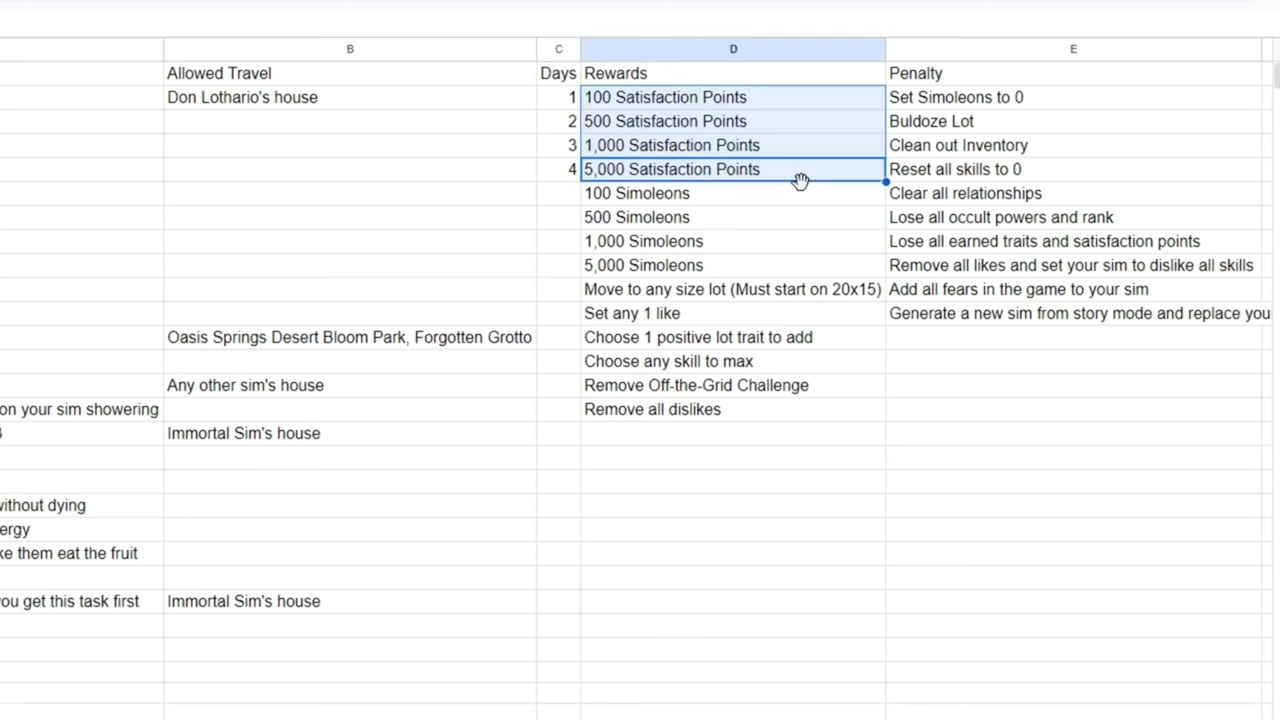 B C D E
Allowed Travel Days Rewards Penalty
Don Lothario's house 1 100 Satisfaction Points Set Simoleons to 0
2 500 Satisfaction Points Buldoze Lot
3 1,000 Satisfaction Points Clean out Inventory
4 5,000 Satisfaction Points Reset all skills to 0
100 Simoleons Clear all relationships
500 Simoleons Lose all occult powers and rank
1,000 Simoleons Lose all earned traits and satisfaction points
5,000 Simoleons Remove all likes and set your sim to dislike all skills
Move to any size lot (Must start on 20x15) Add all fears in the game to your sim
Set any 1 like Generate a new sim from story mode and replace you
Oasis Springs Desert Bloom Park, Forgotten Grotto Choose 1 positive lot trait to add
Choose any skill to max
Any other sim's house Remove Off-the-Grid Challenge
on your sim showering Remove all dislikes
Immortal Sim's house
without dying
ergy
ke them eat the fruit
you get this task first Immortal Sim's house